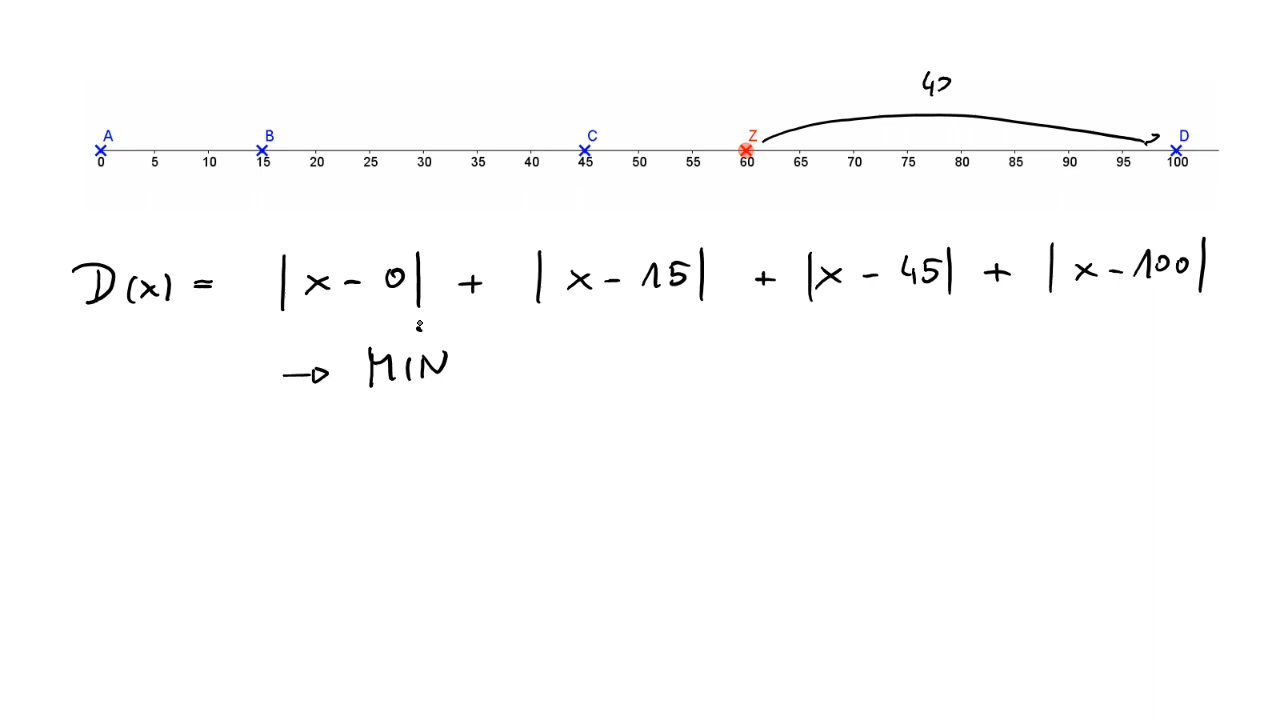 40
A B C Z D
0 5 10 15 20 25 30 35 40 45 50 55 60 65 70 75 80 85 90 95 100
D(x) = |x - 0| + |x - 15| + |x - 45| + |x - 100|
→ MIN